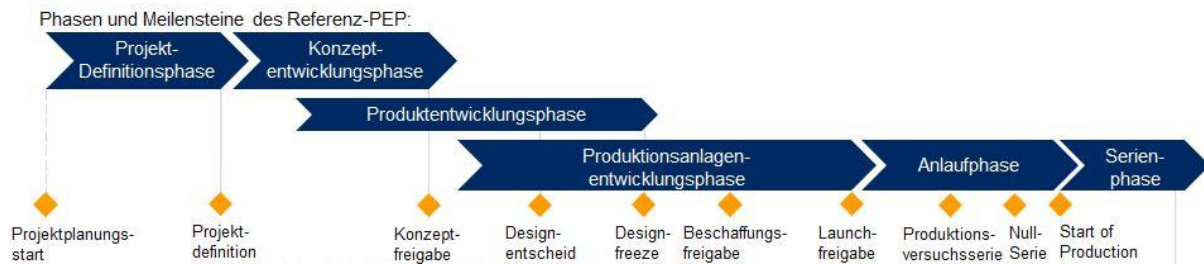 Phasen und Meilensteine des Referenz-PEP:
Projekt-
Definitionsphase
Konzept-
entwicklungsphase
Produktentwicklungsphase
Produktionsanlagen-
entwicklungsphase
Anlaufphase
Serien-
phase
Projektplanungs-
start
Projekt-
definition
Konzept-
freigabe
Design-
entscheid
Design-
freeze
Beschaffungs-
freigabe
Launch-
freigabe
Produktions-
versuchsserie
Null-
Serie
Start of
Production